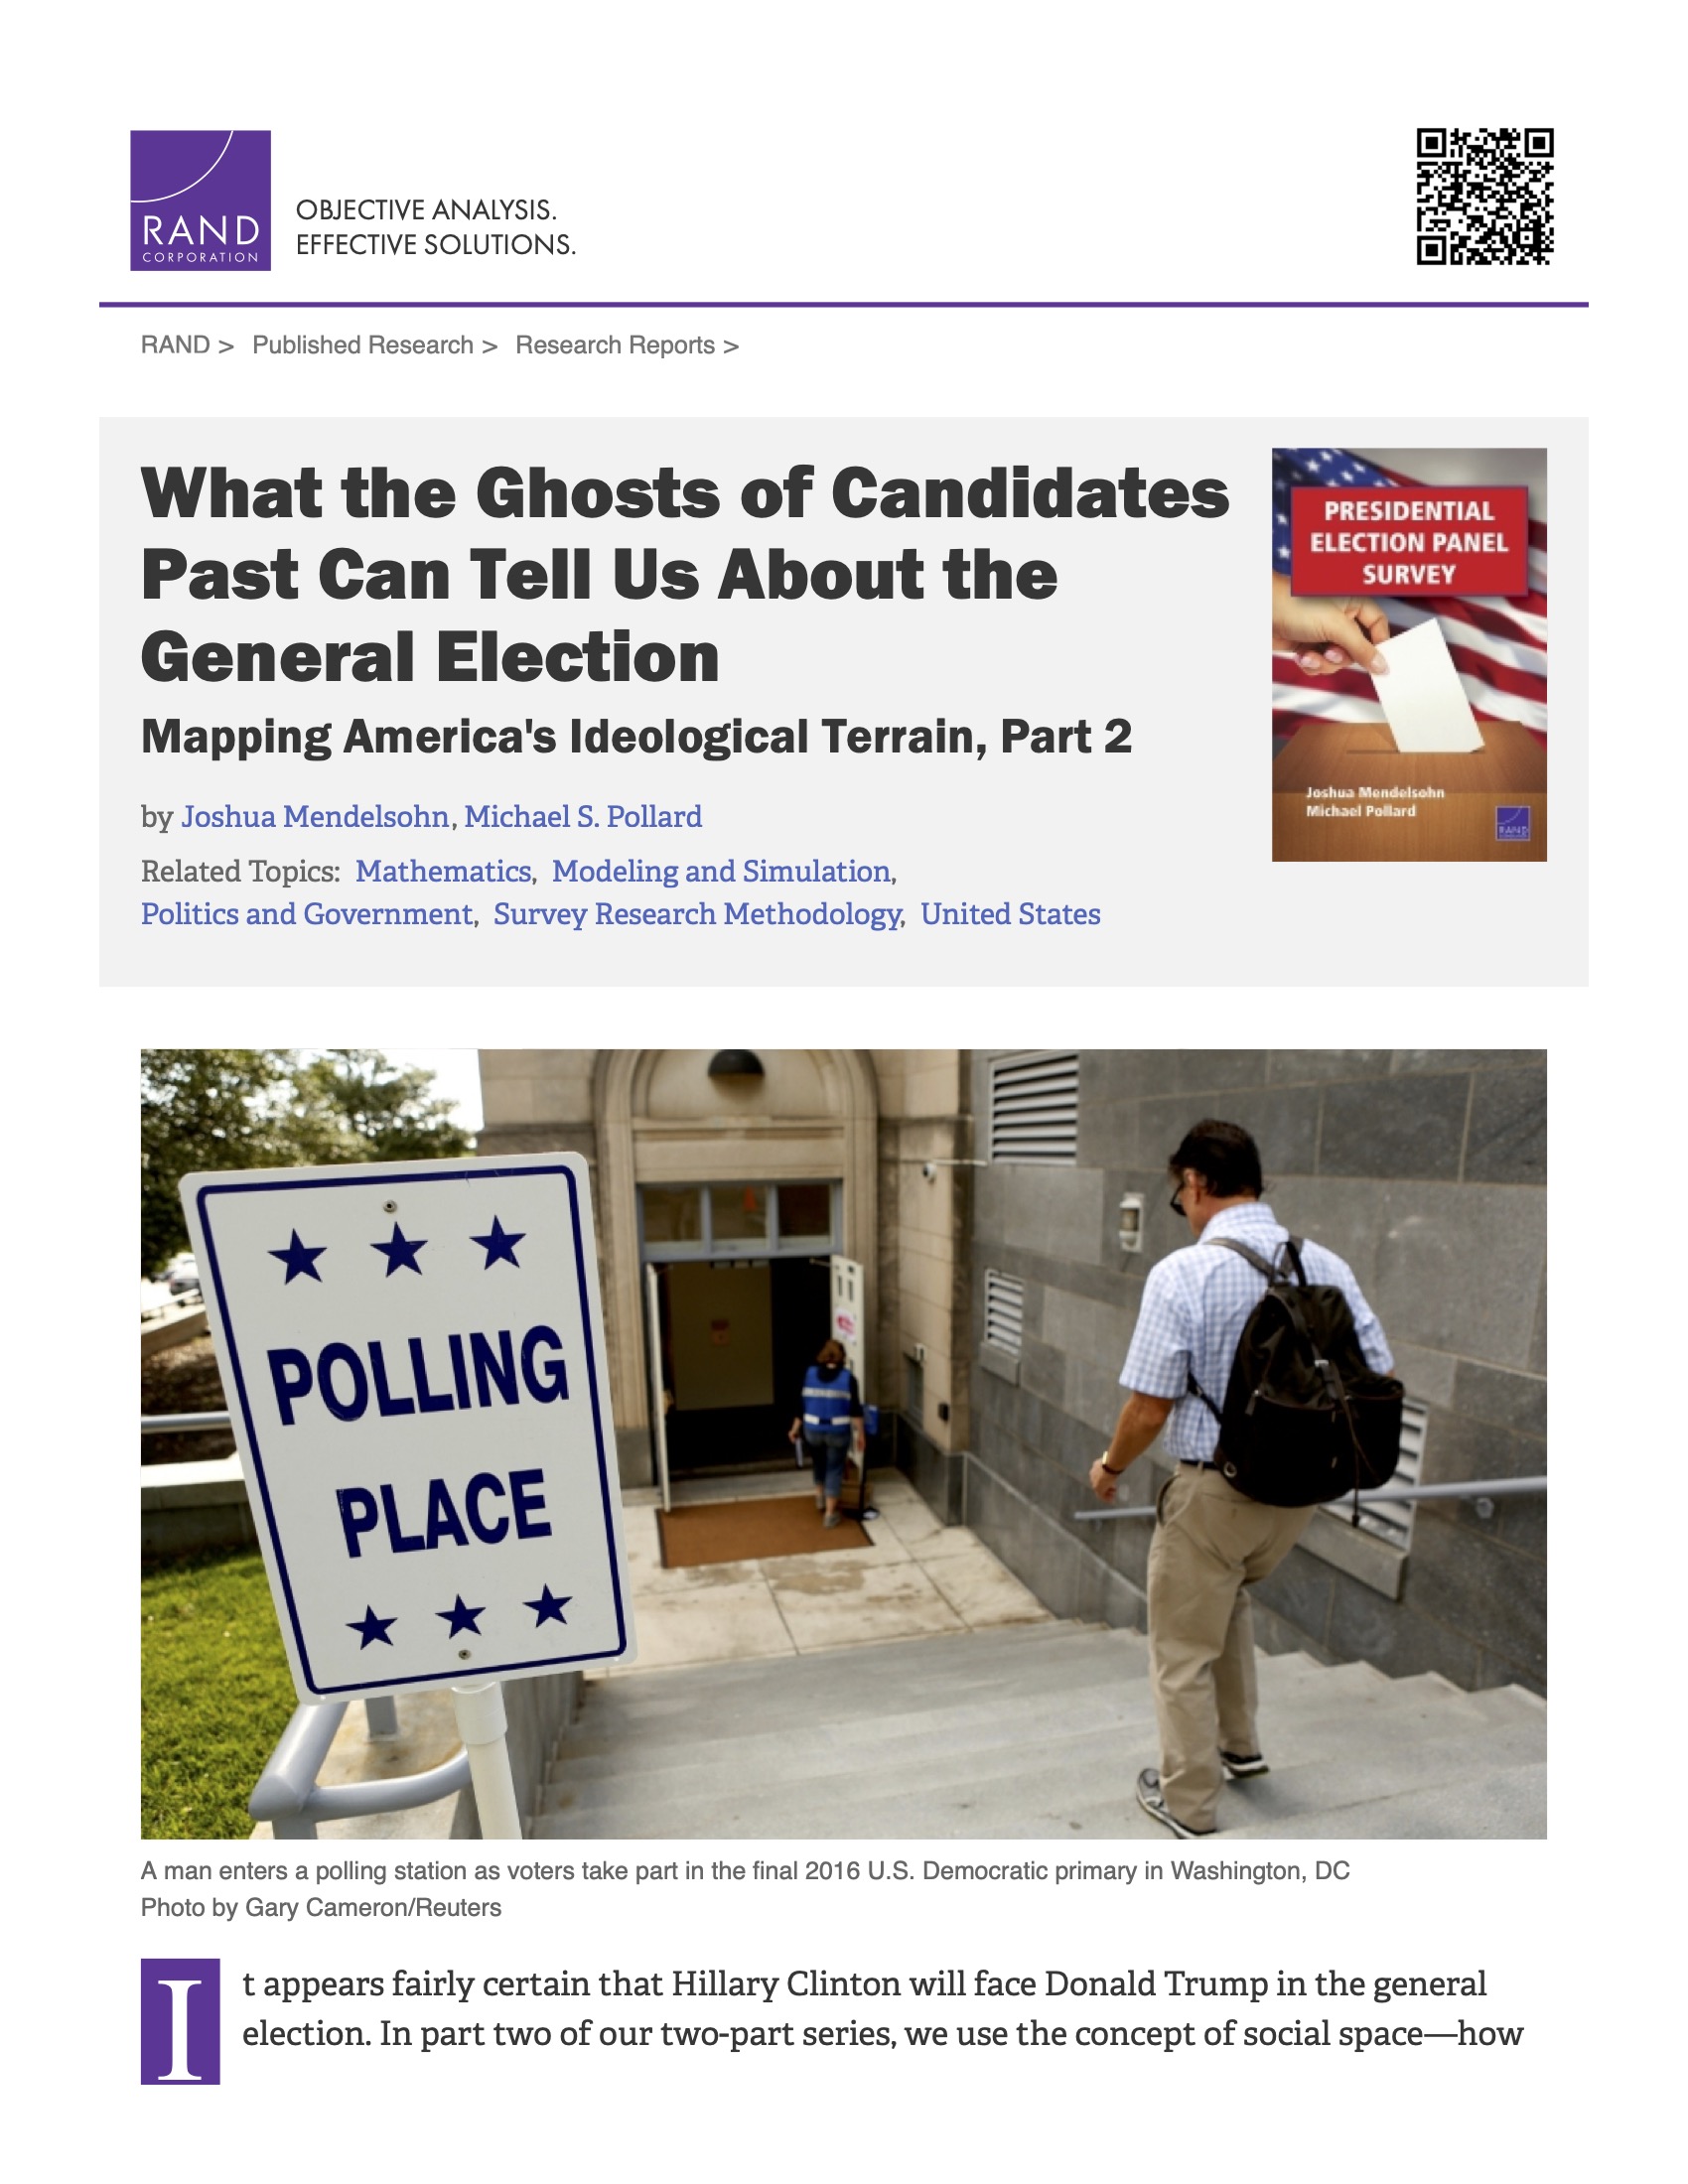 RAND
CORPORATION
OBJECTIVE ANALYSIS.
EFFECTIVE SOLUTIONS.
RAND > Published Research > Research Reports >
What the Ghosts of Candidates
Past Can Tell Us About the
General Election
Mapping America's Ideological Terrain, Part 2
by Joshua Mendelsohn, Michael S. Pollard
Related Topics: Mathematics, Modeling and Simulation,
Politics and Government, Survey Research Methodology, United States
PRESIDENTIAL
ELECTION PANEL
SURVEY
Joshua Mendelsohn
Michael Pollard
RAND
POLLING
PLACE
A man enters a polling station as voters take part in the final 2016 U.S. Democratic primary in Washington, DC
Photo by Gary Cameron/Reuters
It appears fairly certain that Hillary Clinton will face Donald Trump in the general
election. In part two of our two-part series, we use the concept of social space—how